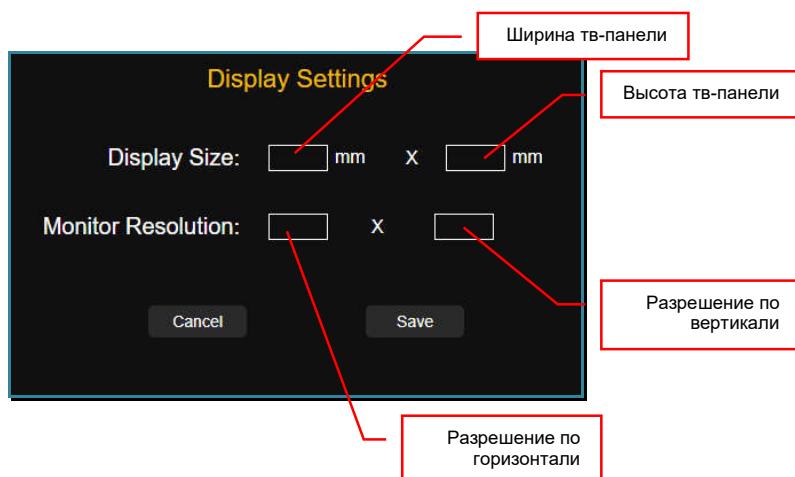 Ширина тв-панели
Display Settings
Высота тв-панели
Display Size: mm X mm
Monitor Resolution: X
Разрешение по
вертикали
Cancel Save
Разрешение по
горизонтали